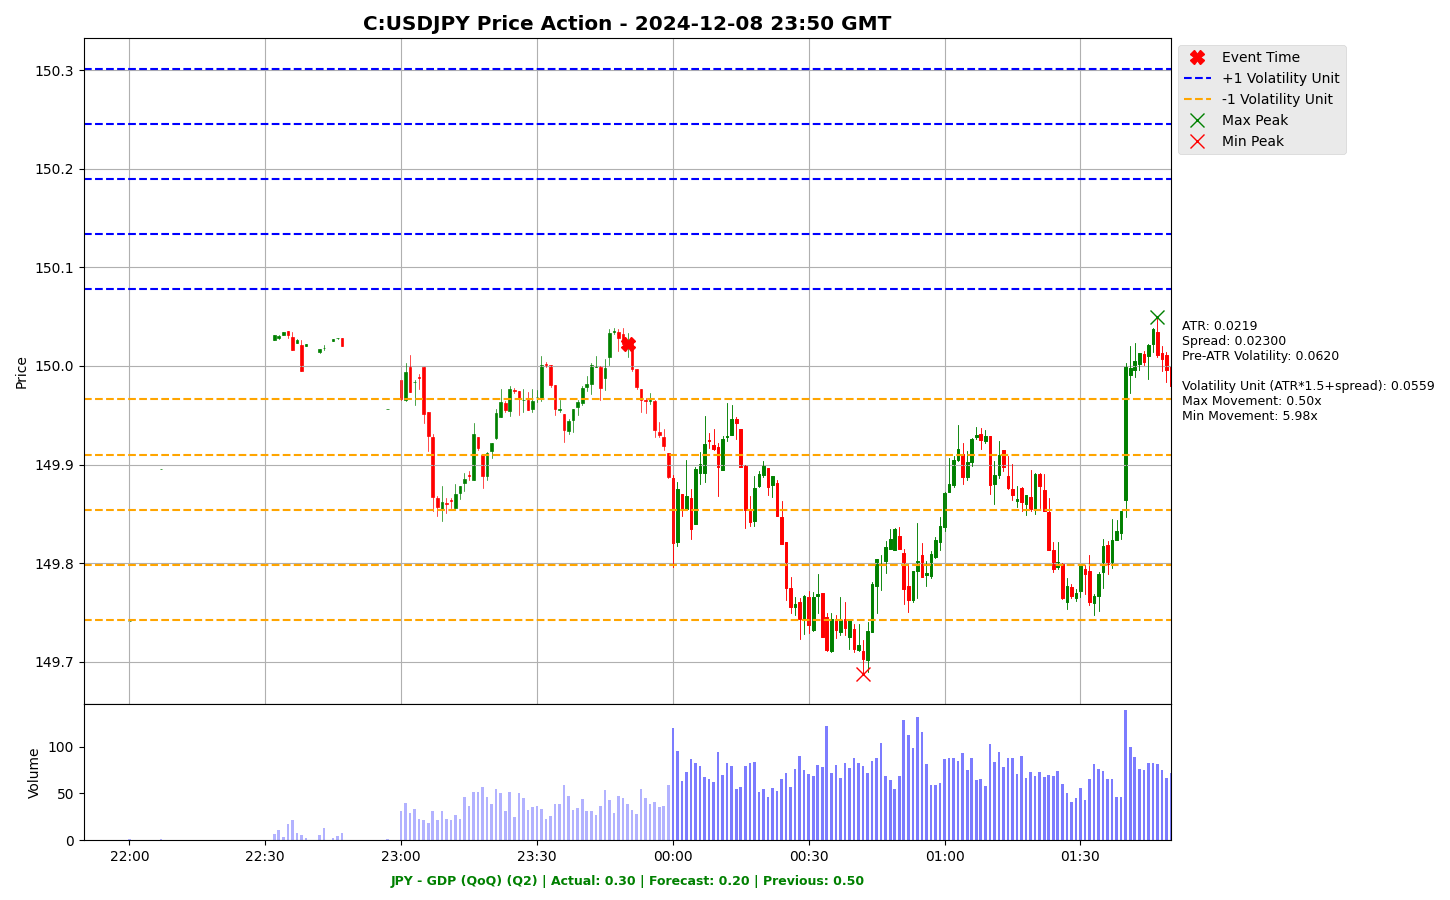 C:USDJPY Price Action - 2024-12-08 23:50 GMT
Price
150.3
150.2
150.1
150.0
149.9
149.8
149.7
Event Time
+1 Volatility Unit
-1 Volatility Unit
Max Peak
Min Peak
ATR: 0.0219
Spread: 0.02300
Pre-ATR Volatility: 0.0620
Volatility Unit (ATR*1.5+spread): 0.0559
Max Movement: 0.50x
Min Movement: 5.98x
Volume
100
50
0
22:00 22:30 23:00 23:30 00:00 00:30 01:00 01:30
JPY - GDP (QoQ) (Q2) | Actual: 0.30 | Forecast: 0.20 | Previous: 0.50